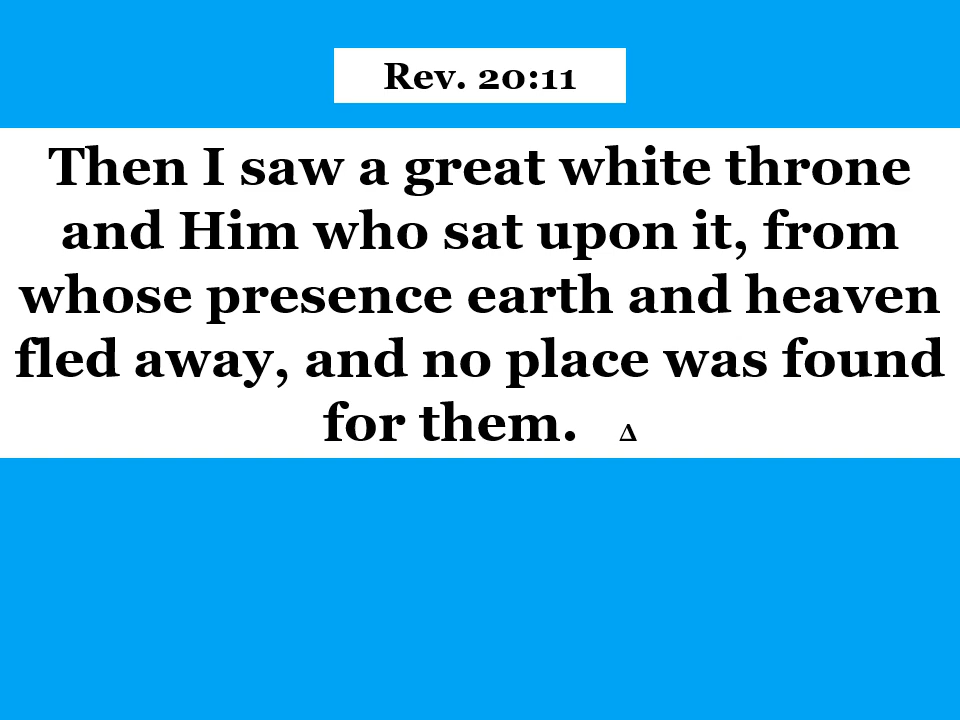 Rev. 20:11
Then I saw a great white throne
and Him who sat upon it, from
whose presence earth and heaven
fled away, and no place was found
for them. Δ